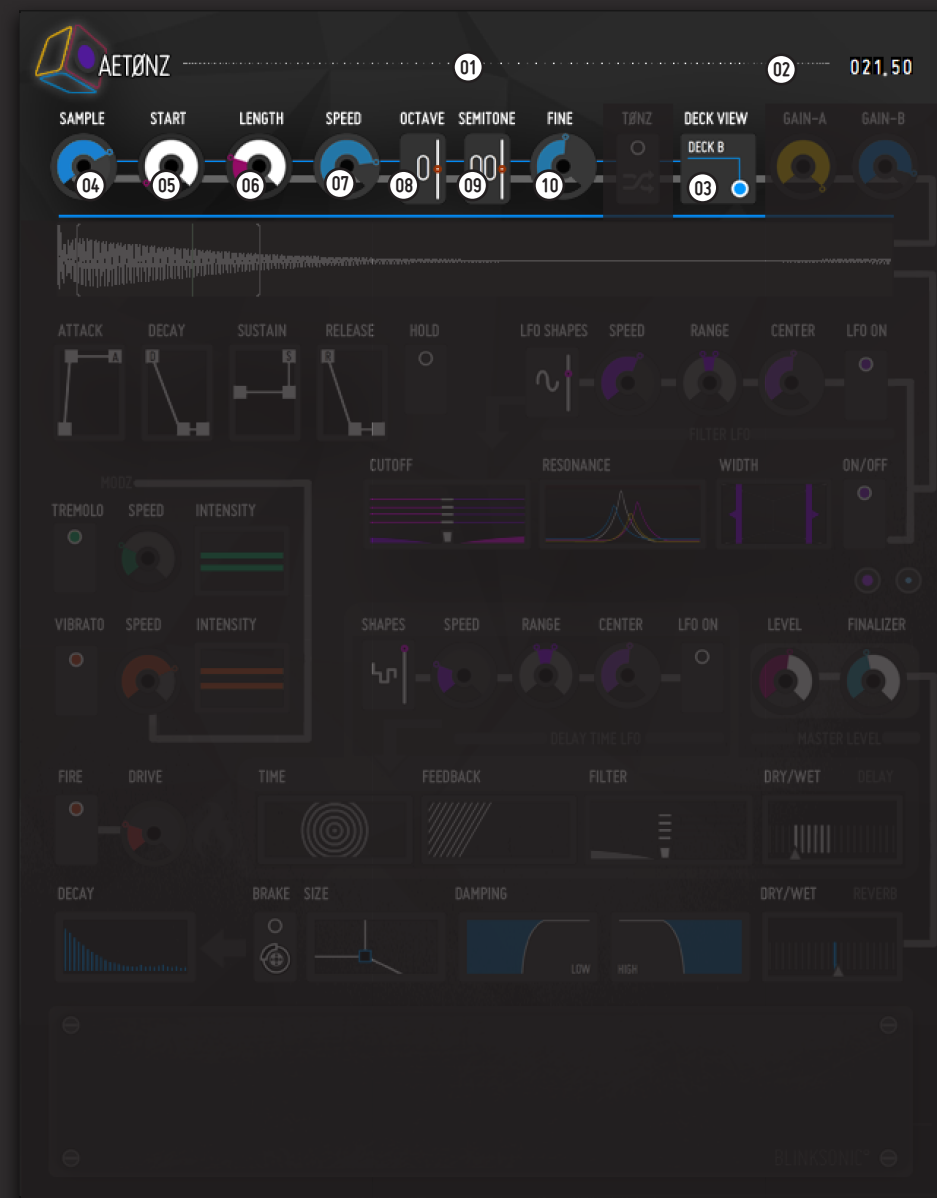 AETØNZ 01 02 021.50
SAMPLE START LENGTH SPEED OCTAVE SEMITONE FINE TØNZ DECK VIEW GAIN-A GAIN-B
DECK B
04 05 06 07 08 0 09 00 10 03
ATTACK DECAY SUSTAIN RELEASE HOLD LFO SHAPES SPEED RANGE CENTER LFO ON
A D S R
FILTER LFO
CUTOFF RESONANCE WIDTH ON/OFF
MODZ
TREMOLO SPEED INTENSITY
VIBRATO SPEED INTENSITY SHAPES SPEED RANGE CENTER LFO ON LEVEL FINALIZER
DELAY TIME LFO MASTER LEVEL
FIRE DRIVE TIME FEEDBACK FILTER DRY/WET DELAY
DECAY BRAKE SIZE DAMPING DRY/WET REVERB
LOW HIGH
BLINKSONIC®